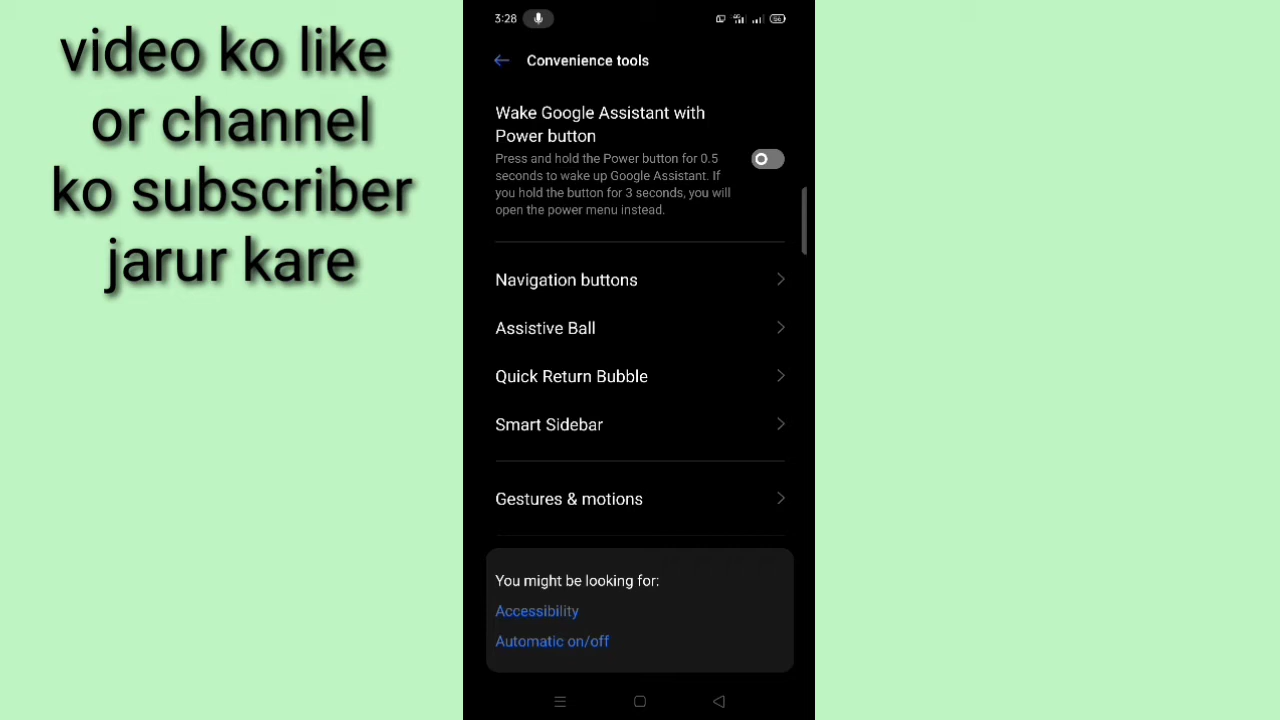 video ko like
or channel
ko subscriber
jarur kare
3:28
56
Convenience tools
Wake Google Assistant with
Power button
Press and hold the Power button for 0.5
seconds to wake up Google Assistant. If
you hold the button for 3 seconds, you will
open the power menu instead.
Navigation buttons
Assistive Ball
Quick Return Bubble
Smart Sidebar
Gestures & motions
You might be looking for:
Accessibility
Automatic on/off